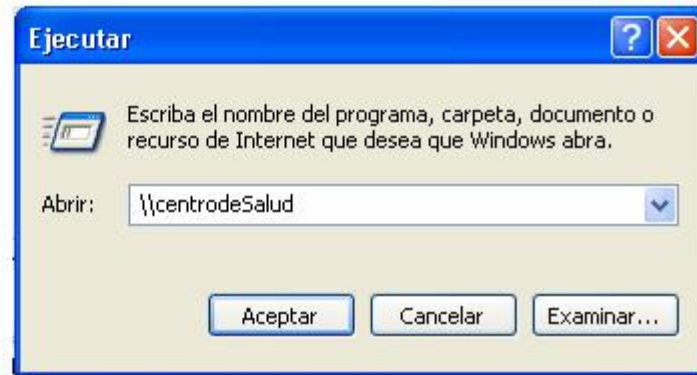 Ejecutar
Escriba el nombre del programa, carpeta, documento o
recurso de Internet que desea que Windows abra.
Abrir: \\centrodeSalud
Aceptar Cancelar Examinar...